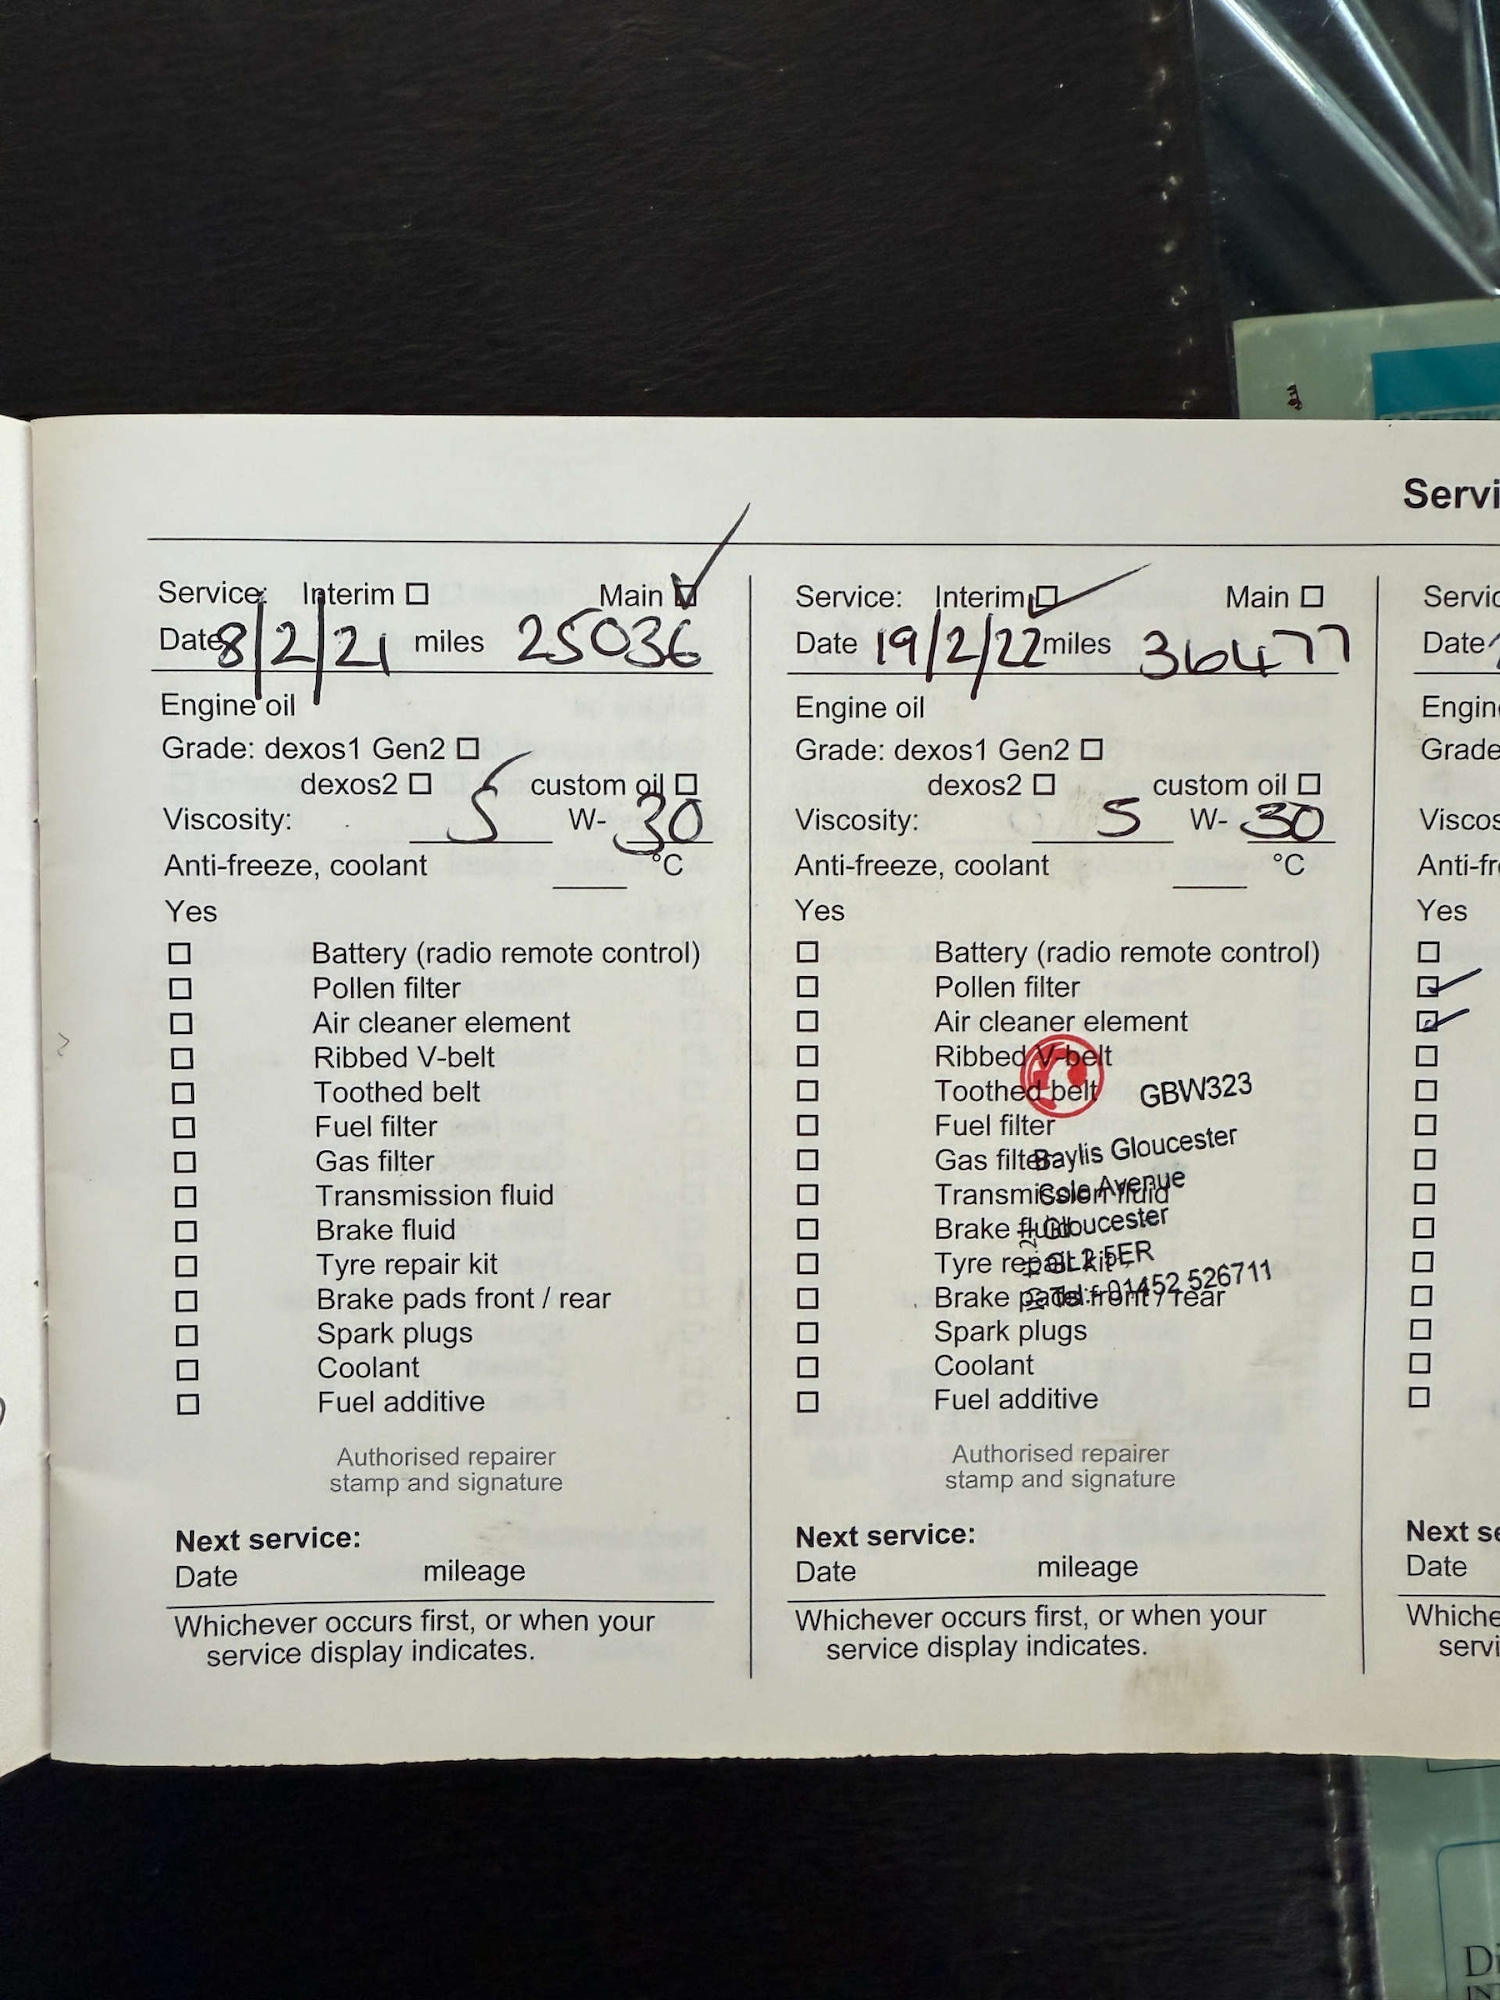 Servi
Service: Interim ☐ Main ☑
Date 8/2/21 miles 25036
Engine oil
Grade: dexos1 Gen2 ☐
dexos2 ☐ custom oil ☐
Viscosity: 5 W- 30
Anti-freeze, coolant °C
Yes
☐ Battery (radio remote control)
☐ Pollen filter
☐ Air cleaner element
☐ Ribbed V-belt
☐ Toothed belt
☐ Fuel filter
☐ Gas filter
☐ Transmission fluid
☐ Brake fluid
☐ Tyre repair kit
☐ Brake pads front / rear
☐ Spark plugs
☐ Coolant
☐ Fuel additive
Authorised repairer
stamp and signature
Next service:
Date mileage
Whichever occurs first, or when your
service display indicates.
Service: Interim ☑ Main ☐
Date 19/2/22 miles 36477
Engine oil
Grade: dexos1 Gen2 ☐
dexos2 ☐ custom oil ☐
Viscosity: 5 W- 30
Anti-freeze, coolant °C
Yes
☐ Battery (radio remote control)
☐ Pollen filter
☐ Air cleaner element
☐ Ribbed V-belt
☐ Toothed belt
☐ Fuel filter
☐ Gas filter
☐ Transmission fluid
☐ Brake fluid
☐ Tyre repair kit
☐ Brake pads front / rear
☐ Spark plugs
☐ Coolant
☐ Fuel additive
GBW323
Baylis Gloucester
Cole Avenue
Gloucester
GL2 5ER
Tel:- 01452 526711
Authorised repairer
stamp and signature
Next service:
Date mileage
Whichever occurs first, or when your
service display indicates.
Servic
Date
Engin
Grade
Viscos
Anti-fr
Yes
Next se
Date
Whiche
servi
Di